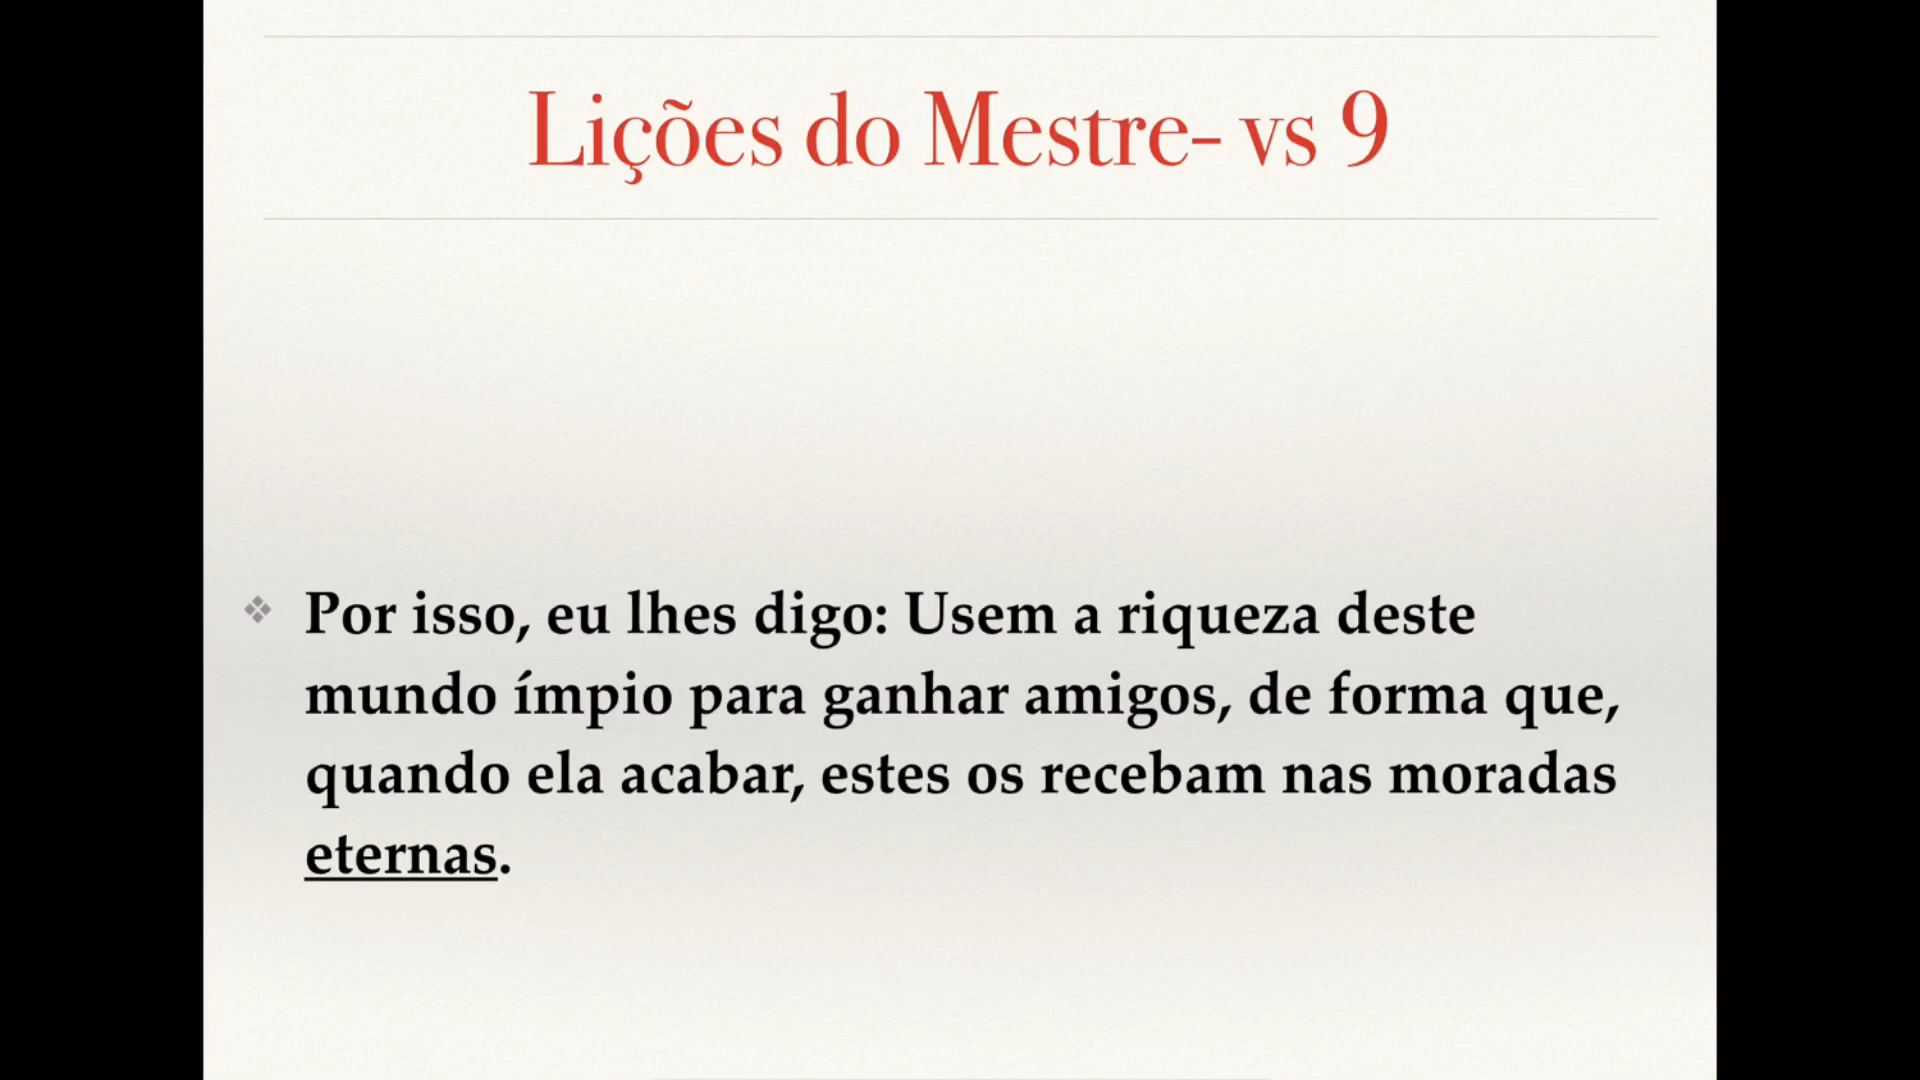 Lições do Mestre- vs 9
Por isso, eu lhes digo: Usem a riqueza deste
mundo ímpio para ganhar amigos, de forma que,
quando ela acabar, estes os recebam nas moradas
eternas.